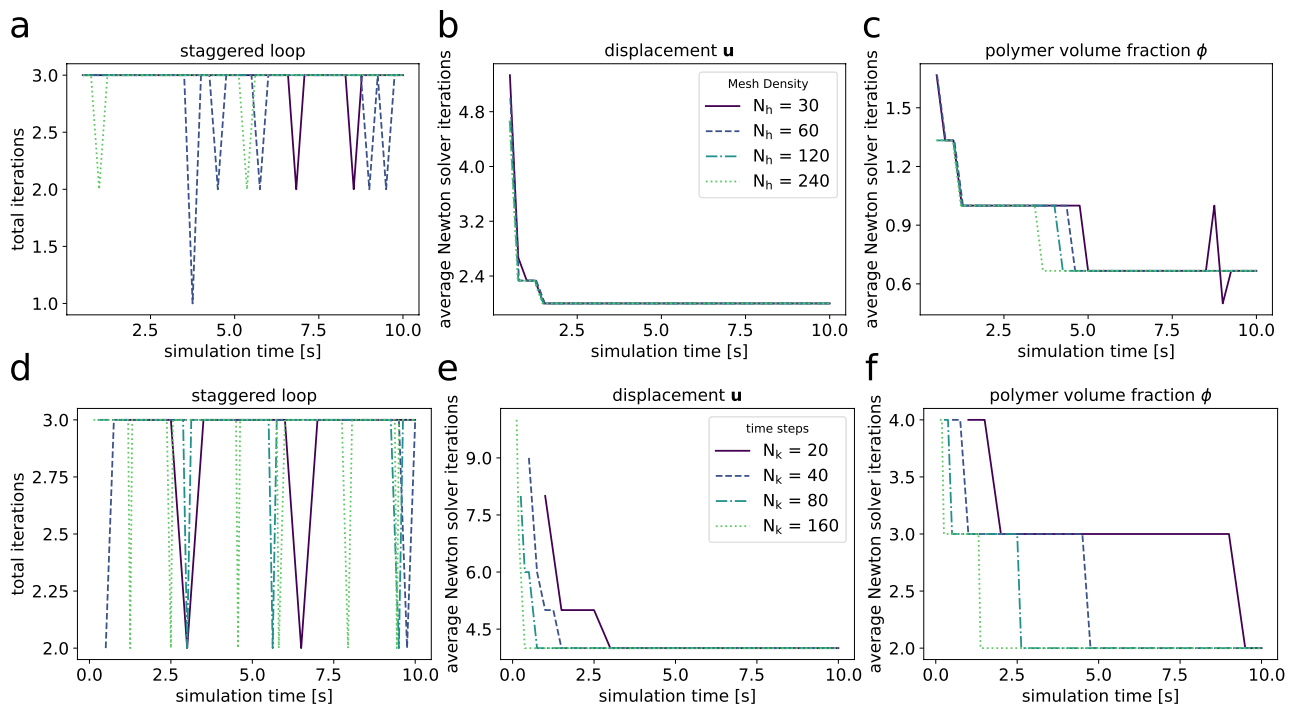 a
staggered loop
total iterations
3.0
2.5
2.0
1.5
1.0
2.5
5.0
7.5
10.0
simulation time [s]
b
displacement u
average Newton solver iterations
4.8
4.0
3.2
2.4
Mesh Density
N_h = 30
N_h = 60
N_h = 120
N_h = 240
2.5
5.0
7.5
10.0
simulation time [s]
c
polymer volume fraction ϕ
average Newton solver iterations
1.5
1.2
0.9
0.6
2.5
5.0
7.5
10.0
simulation time [s]
d
staggered loop
total iterations
3.0
2.75
2.5
2.25
2.0
0.0
2.5
5.0
7.5
10.0
simulation time [s]
e
displacement u
average Newton solver iterations
9.0
7.5
6.0
4.5
time steps
N_k = 20
N_k = 40
N_k = 80
N_k = 160
0.0
2.5
5.0
7.5
10.0
simulation time [s]
f
polymer volume fraction ϕ
average Newton solver iterations
4.0
3.5
3.0
2.5
2.0
0.0
2.5
5.0
7.5
10.0
simulation time [s]